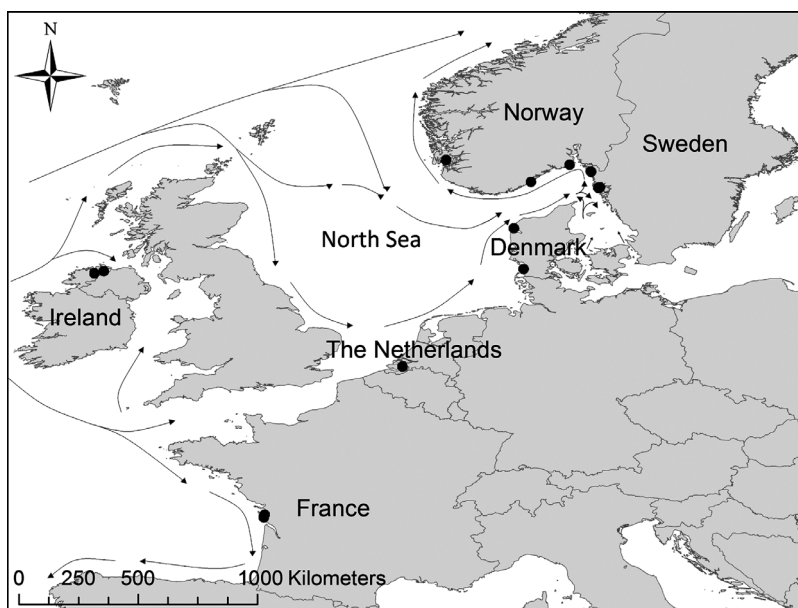 N
Norway
Sweden
North Sea
Denmark
Ireland
The Netherlands
France
0 250 500 1000 Kilometers